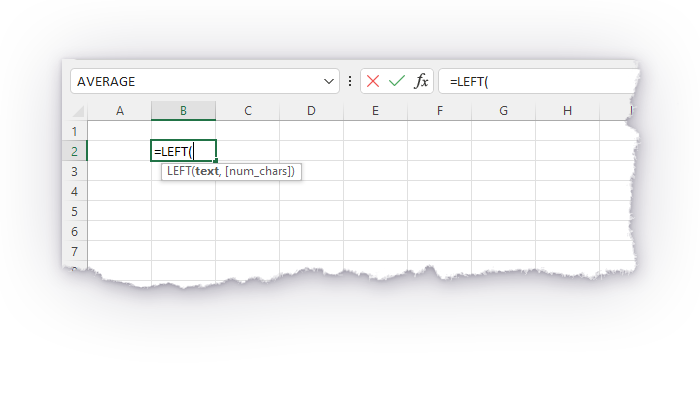 AVERAGE fx =LEFT(
A B C D E F G H
1
2 =LEFT(
3 LEFT(text, [num_chars])
4
5
6
7